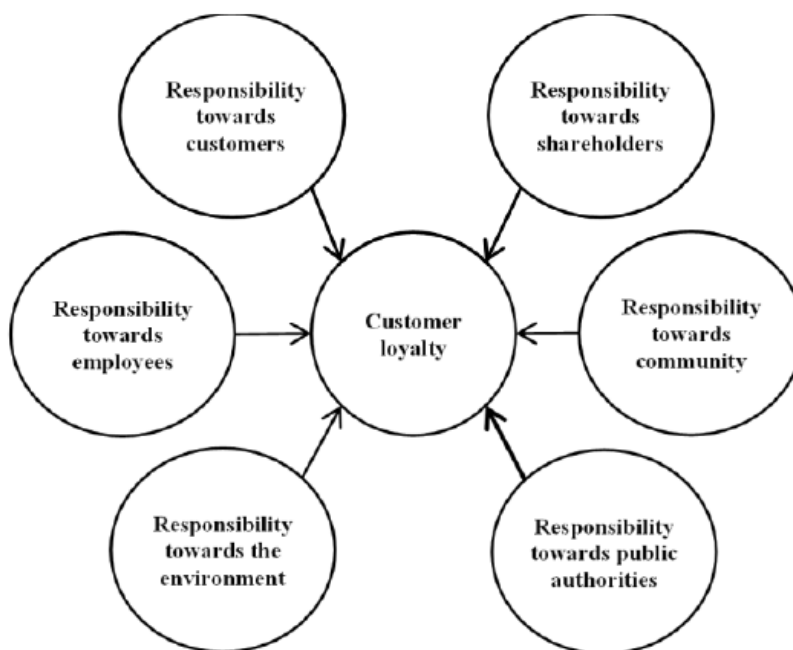 Responsibility
towards
customers
Responsibility
towards
shareholders
Responsibility
towards
employees
Customer
loyalty
Responsibility
towards
community
Responsibility
towards the
environment
Responsibility
towards public
authorities